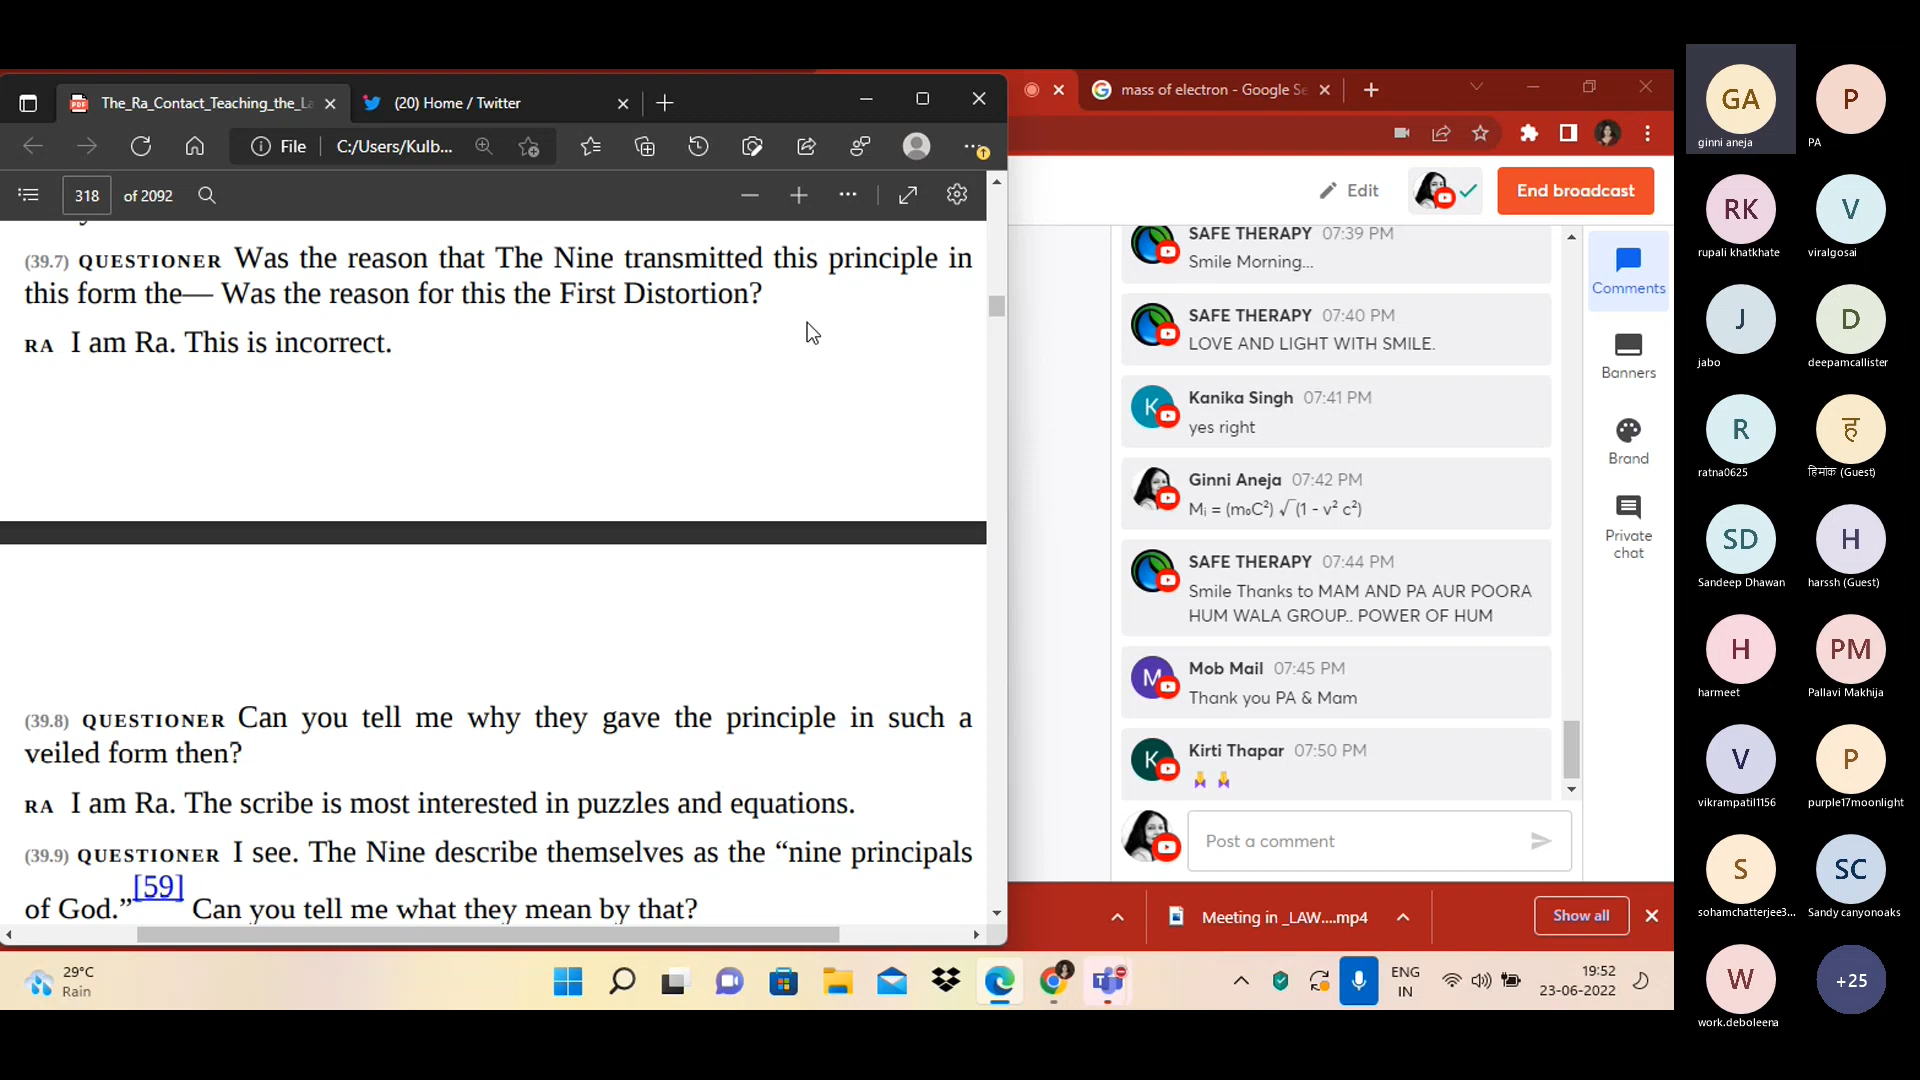 The_Ra_Contact_Teaching_the_La
(20) Home / Twitter
mass of electron - Google Se
File
C:/Users/Kulb...
318
of 2092
(39.7) QUESTIONER Was the reason that The Nine transmitted this principle in
this form the— Was the reason for this the First Distortion?
RA I am Ra. This is incorrect.
(39.8) QUESTIONER Can you tell me why they gave the principle in such a
veiled form then?
RA I am Ra. The scribe is most interested in puzzles and equations.
(39.9) QUESTIONER I see. The Nine describe themselves as the “nine principals
of God.”[59] Can you tell me what they mean by that?
Edit
End broadcast
SAFE THERAPY 07:39 PM
Smile Morning...
SAFE THERAPY 07:40 PM
LOVE AND LIGHT WITH SMILE.
K
Kanika Singh 07:41 PM
yes right
Ginni Aneja 07:42 PM
Mᵢ = (m₀C²) √(1 - v² c²)
SAFE THERAPY 07:44 PM
Smile Thanks to MAM AND PA AUR POORA
HUM WALA GROUP.. POWER OF HUM
M
Mob Mail 07:45 PM
Thank you PA & Mam
K
Kirti Thapar 07:50 PM
Post a comment
Comments
Banners
Brand
Private
chat
Meeting in _LAW....mp4
Show all
29°C
Rain
ENG
IN
19:52
23-06-2022
GA
ginni aneja
P
PA
RK
rupali khatkhate
V
viralgosai
J
jabo
D
deepamcallister
R
ratna0625
ह
हिमांक (Guest)
SD
Sandeep Dhawan
H
harssh (Guest)
H
harmeet
PM
Pallavi Makhija
V
vikrampatil1156
P
purple17moonlight
S
sohamchatterjee3...
SC
Sandy canyonoaks
W
work.deboleena
+25